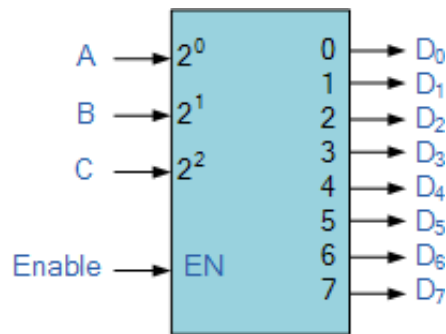 A 2⁰ 0 D₀
1 D₁
B 2¹ 2 D₂
3 D₃
C 2² 4 D₄
5 D₅
Enable EN 6 D₆
7 D₇